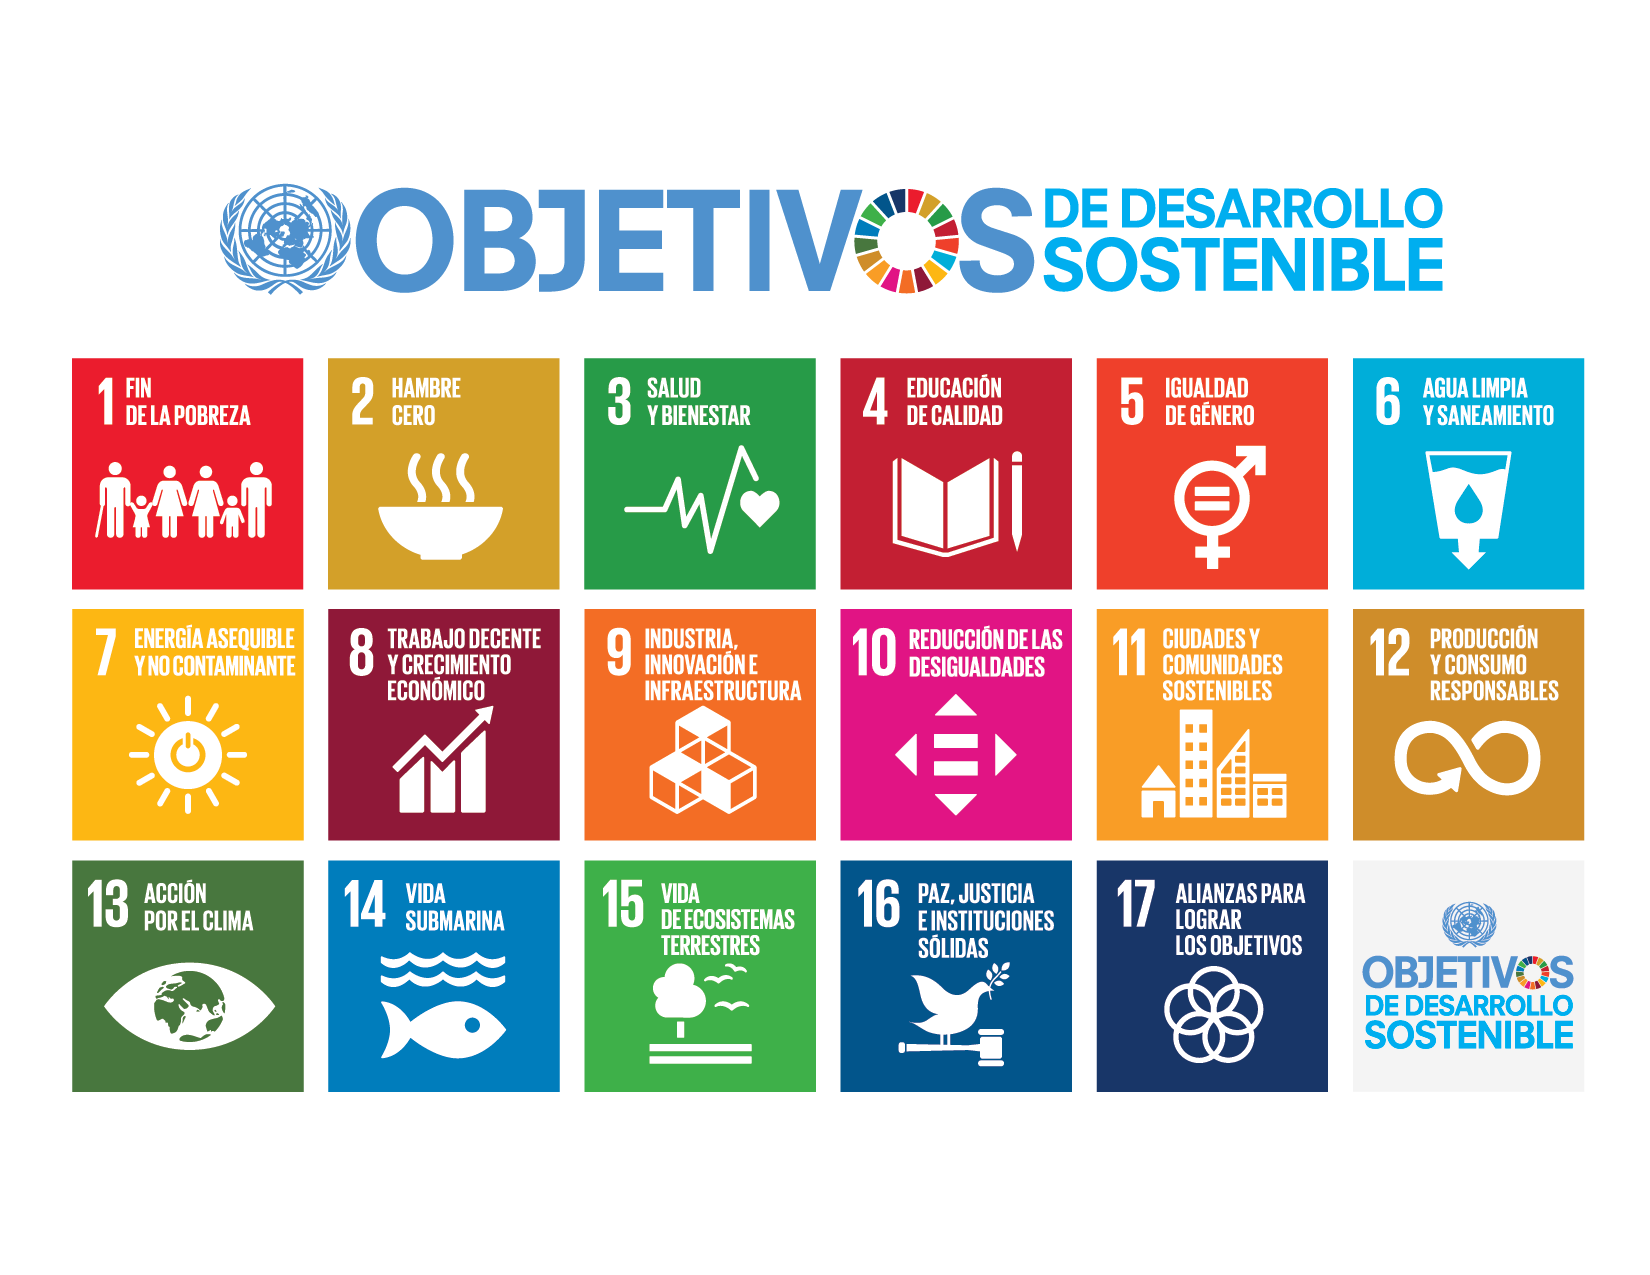 OBJETIVOS DE DESARROLLO
SOSTENIBLE
1 FIN
DE LA POBREZA
2 HAMBRE
CERO
3 SALUD
Y BIENESTAR
4 EDUCACIÓN
DE CALIDAD
5 IGUALDAD
DE GÉNERO
6 AGUA LIMPIA
Y SANEAMIENTO
7 ENERGÍA ASEQUIBLE
Y NO CONTAMINANTE
8 TRABAJO DECENTE
Y CRECIMIENTO
ECONÓMICO
9 INDUSTRIA,
INNOVACIÓN E
INFRAESTRUCTURA
10 REDUCCIÓN DE LAS
DESIGUALDADES
11 CIUDADES Y
COMUNIDADES
SOSTENIBLES
12 PRODUCCIÓN
Y CONSUMO
RESPONSABLES
13 ACCIÓN
POR EL CLIMA
14 VIDA
SUBMARINA
15 VIDA
DE ECOSISTEMAS
TERRESTRES
16 PAZ, JUSTICIA
E INSTITUCIONES
SÓLIDAS
17 ALIANZAS PARA
LOGRAR
LOS OBJETIVOS
OBJETIVOS
DE DESARROLLO
SOSTENIBLE